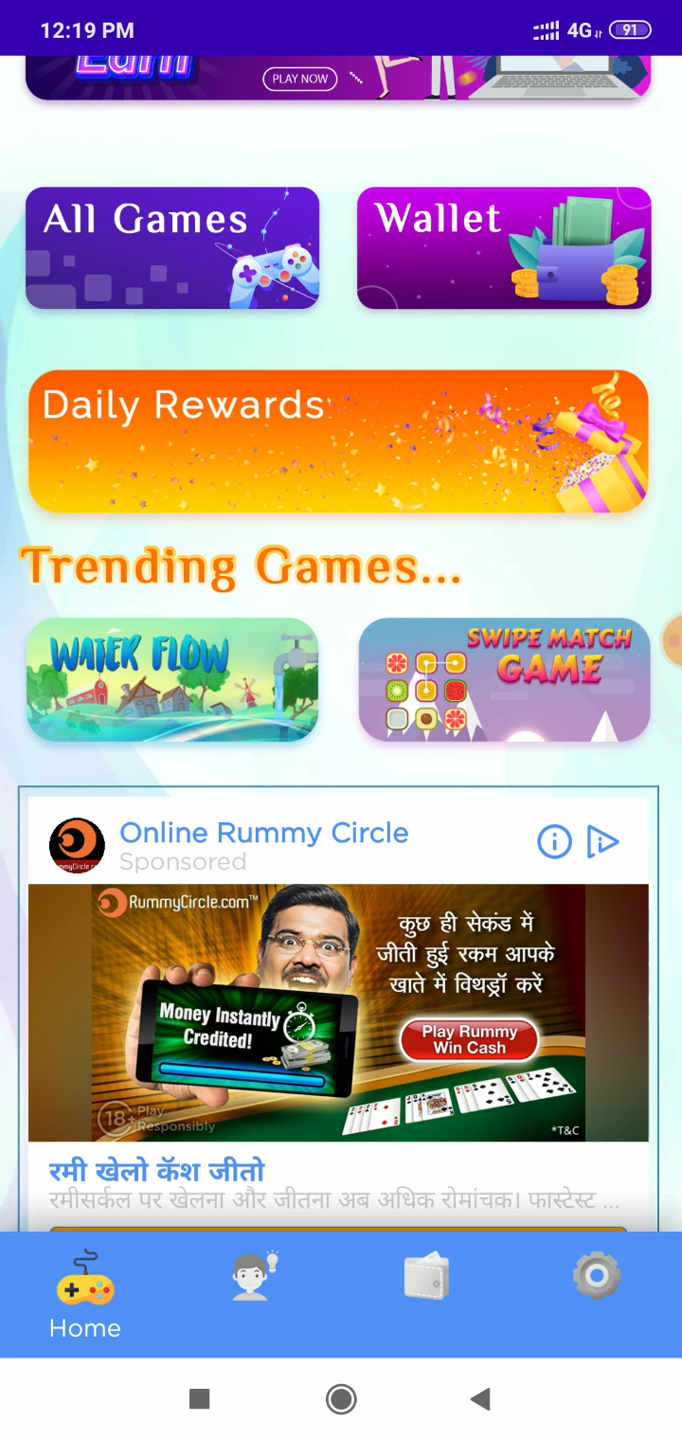 12:19 PM
4G
91
Earn
PLAY NOW
All Games
Wallet
Daily Rewards
Trending Games...
WATER FLOW
SWIPE MATCH
GAME
Online Rummy Circle
Sponsored
RummyCircle.com™
कुछ ही सेकंड में
जीती हुई रकम आपके
खाते में विथड्रॉ करें
Money Instantly
Credited!
Play Rummy
Win Cash
18+
Play
Responsibly
*T&C
रमी खेलो कॅश जीतो
रमीसर्कल पर खेलना और जीतना अब अधिक रोमांचक। फास्टेस्ट ...
Home